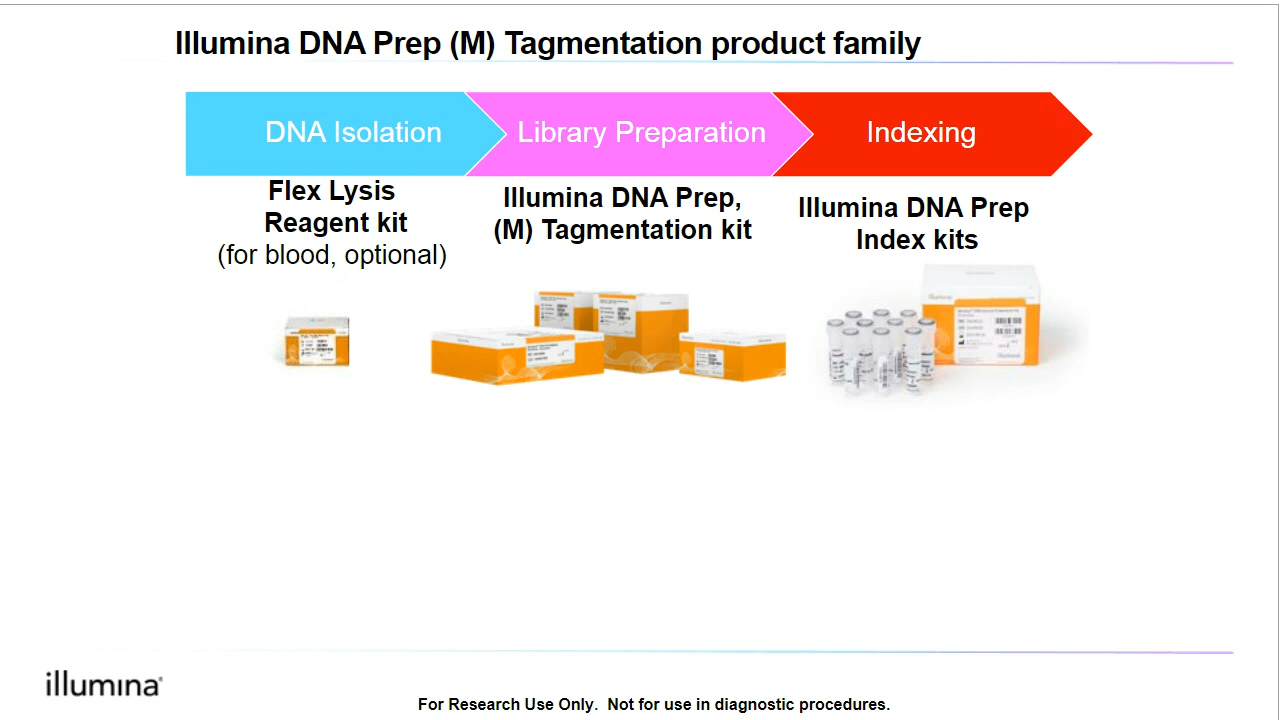 Illumina DNA Prep (M) Tagmentation product family
DNA Isolation
Library Preparation
Indexing
Flex Lysis
Reagent kit
(for blood, optional)
Illumina DNA Prep,
(M) Tagmentation kit
Illumina DNA Prep
Index kits
illumina
For Research Use Only.  Not for use in diagnostic procedures.